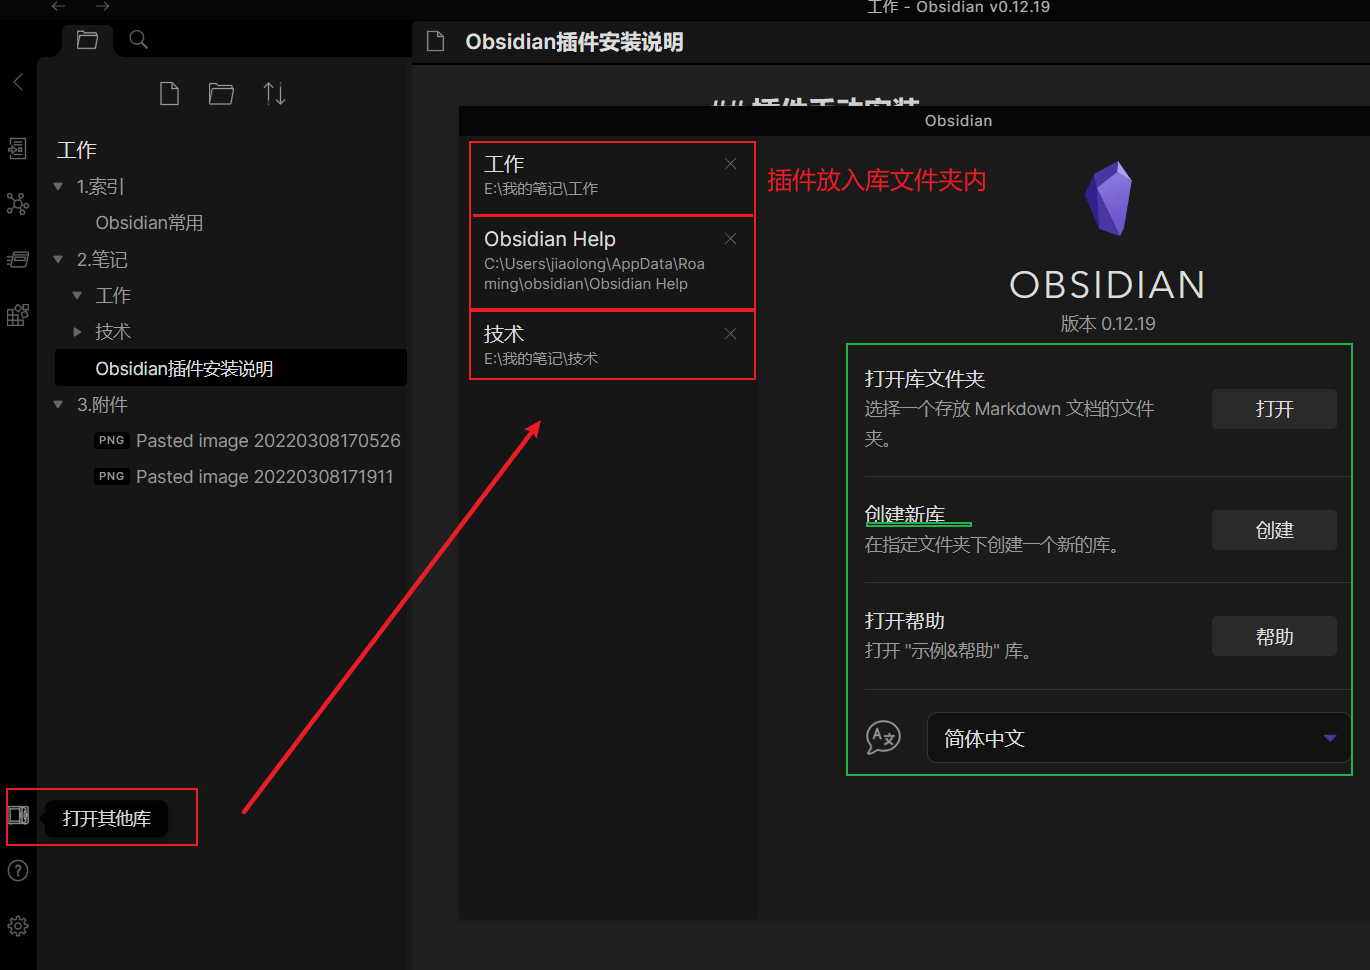 工作 - Obsidian v0.12.19
Obsidian插件安装说明
## 插件手动安装
工作
1.索引
Obsidian常用
2.笔记
工作
技术
Obsidian插件安装说明
3.附件
PNG Pasted image 20220308170526
PNG Pasted image 20220308171911
打开其他库
Obsidian
工作
E:\我的笔记\工作
Obsidian Help
C:\Users\jiaolong\AppData\Roa
ming\obsidian\Obsidian Help
技术
E:\我的笔记\技术
插件放入库文件夹内
OBSIDIAN
版本 0.12.19
打开库文件夹
选择一个存放 Markdown 文档的文件
夹。
打开
创建新库
在指定文件夹下创建一个新的库。
创建
打开帮助
打开 "示例&帮助" 库。
帮助
简体中文